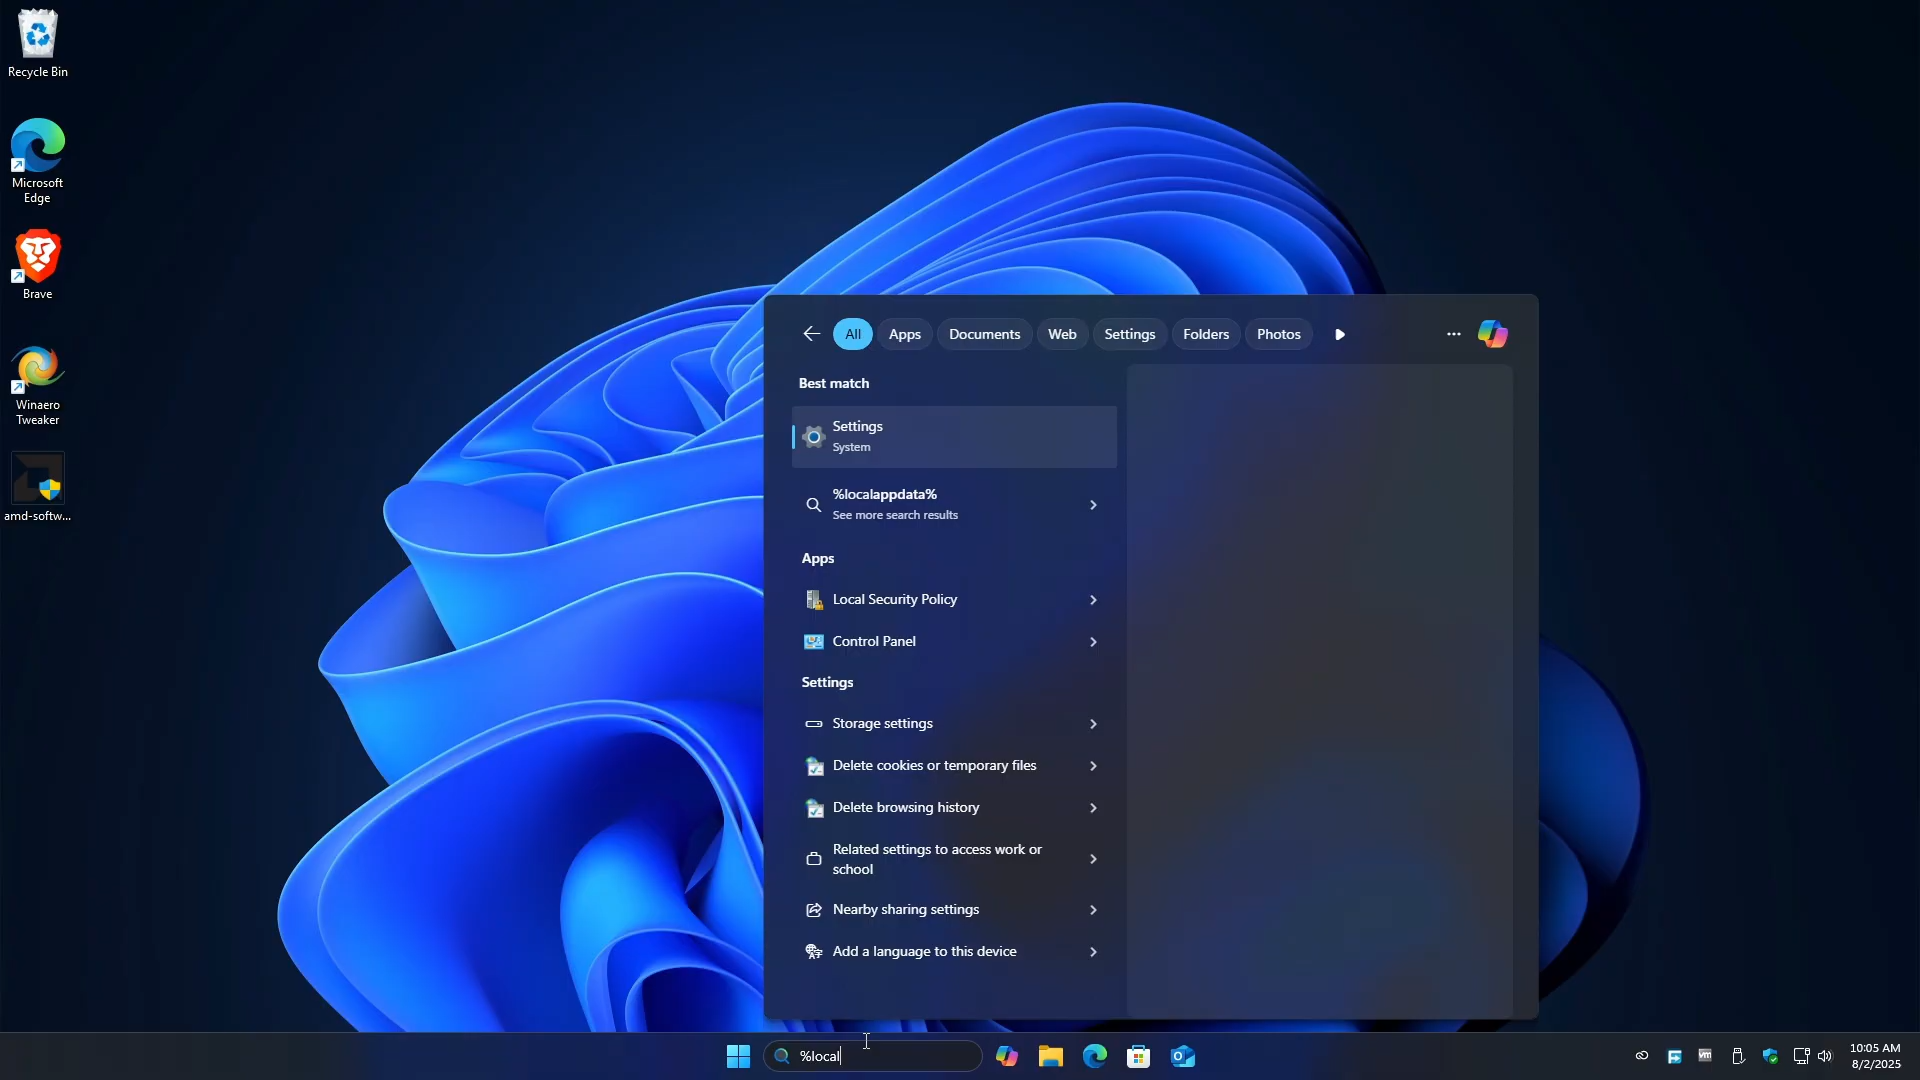 Recycle Bin
Microsoft
Edge
Brave
Winaero
Tweaker
amd-softw...
All Apps Documents Web Settings Folders Photos
Best match
Settings
System
%localappdata%
See more search results
Apps
Local Security Policy
Control Panel
Settings
Storage settings
Delete cookies or temporary files
Delete browsing history
Related settings to access work or
school
Nearby sharing settings
Add a language to this device
%local
vm
10:05 AM
8/2/2025